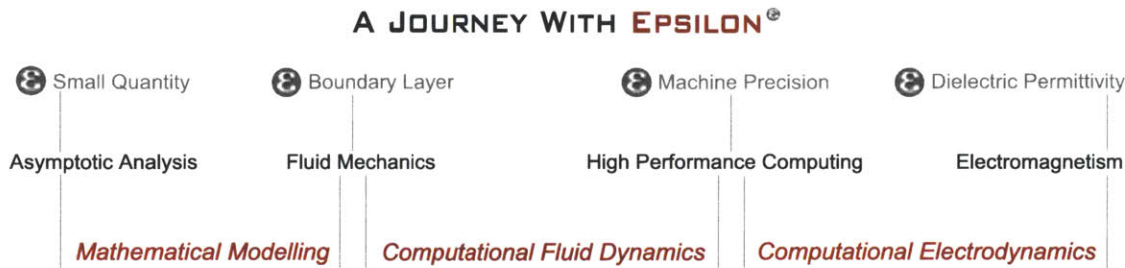 A JOURNEY WITH EPSILON
ε Small Quantity ε Boundary Layer ε Machine Precision ε Dielectric Permittivity
Asymptotic Analysis Fluid Mechanics High Performance Computing Electromagnetism
Mathematical Modelling Computational Fluid Dynamics Computational Electrodynamics